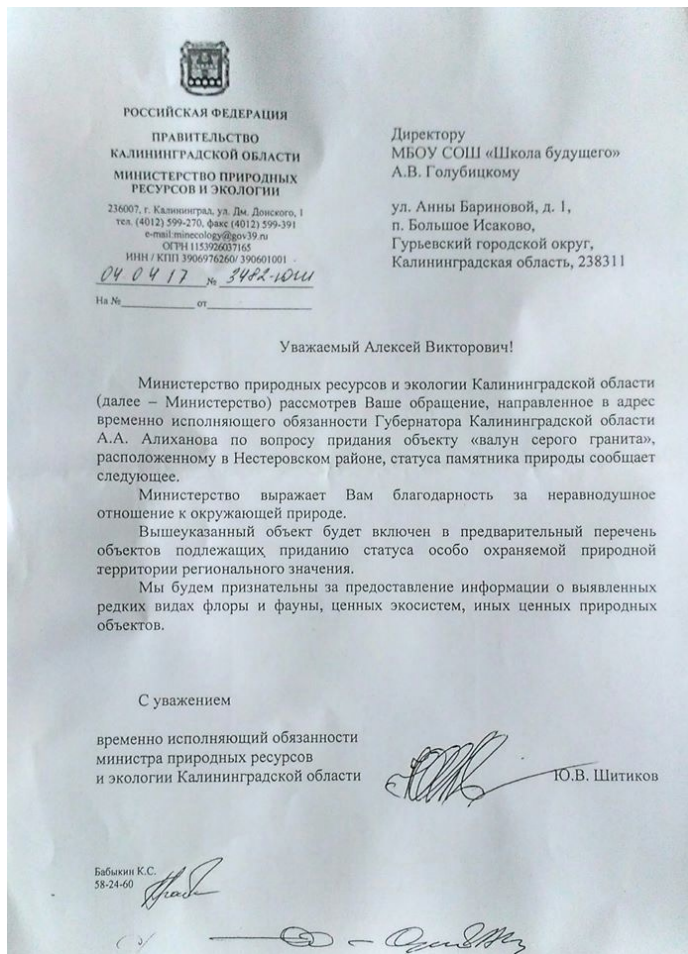 РОССИЙСКАЯ ФЕДЕРАЦИЯ
ПРАВИТЕЛЬСТВО
КАЛИНИНГРАДСКОЙ ОБЛАСТИ
МИНИСТЕРСТВО ПРИРОДНЫХ
РЕСУРСОВ И ЭКОЛОГИИ
236007, г. Калининград, ул. Дм. Донского, 1
тел. (4012) 599-270, факс (4012) 599-391
e-mail:minecology@gov39.ru
ОГРН 1153926037165
ИНН / КПП 3906976260/ 390601001
04 04 17 № 3482-ЮШ
На № от
Директору
МБОУ СОШ «Школа будущего»
А.В. Голубицкому
ул. Анны Бариновой, д. 1,
п. Большое Исаково,
Гурьевский городской округ,
Калининградская область, 238311
Уважаемый Алексей Викторович!
Министерство природных ресурсов и экологии Калининградской области
(далее – Министерство) рассмотрев Ваше обращение, направленное в адрес
временно исполняющего обязанности Губернатора Калининградской области
А.А. Алиханова по вопросу придания объекту «валун серого гранита»,
расположенному в Нестеровском районе, статуса памятника природы сообщает
следующее.
Министерство выражает Вам благодарность за неравнодушное
отношение к окружающей природе.
Вышеуказанный объект будет включен в предварительный перечень
объектов подлежащих приданию статуса особо охраняемой природной
территории регионального значения.
Мы будем признательны за предоставление информации о выявленных
редких видах флоры и фауны, ценных экосистем, иных ценных природных
объектов.
С уважением
временно исполняющий обязанности
министра природных ресурсов
и экологии Калининградской области
Ю.В. Шитиков
Бабыкин К.С.
58-24-60